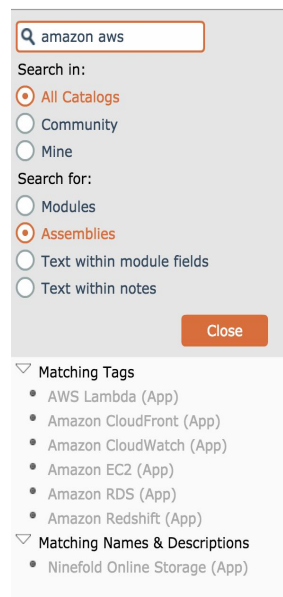 amazon aws
Search in:
All Catalogs
Community
Mine
Search for:
Modules
Assemblies
Text within module fields
Text within notes
Close
Matching Tags
AWS Lambda (App)
Amazon CloudFront (App)
Amazon CloudWatch (App)
Amazon EC2 (App)
Amazon RDS (App)
Amazon Redshift (App)
Matching Names & Descriptions
Ninefold Online Storage (App)